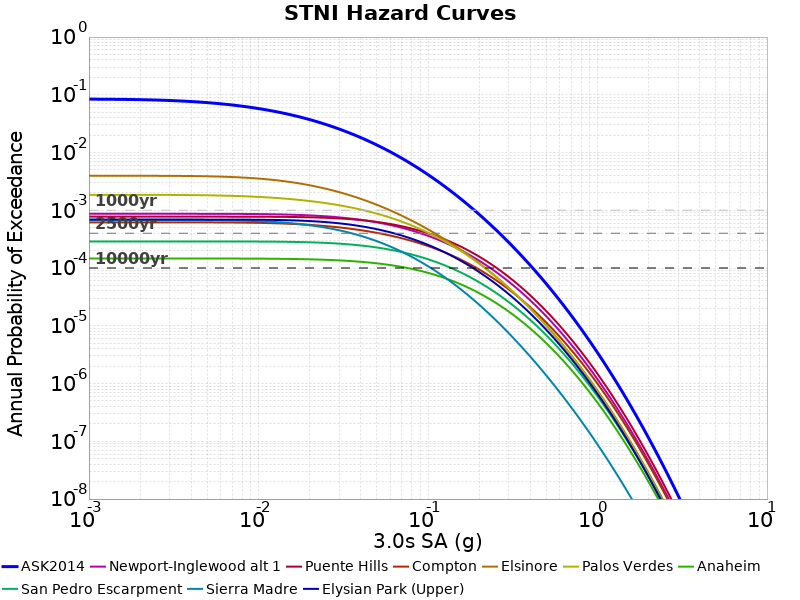 STNI Hazard Curves
Annual Probability of Exceedance
10^0
10^-1
10^-2
10^-3
10^-4
10^-5
10^-6
10^-7
10^-8
1000yr
2500yr
10000yr
10^-3 10^-2 10^-1 10^0 10^1
3.0s SA (g)
ASK2014 Newport-Inglewood alt 1 Puente Hills Compton Elsinore Palos Verdes Anaheim
San Pedro Escarpment Sierra Madre Elysian Park (Upper)